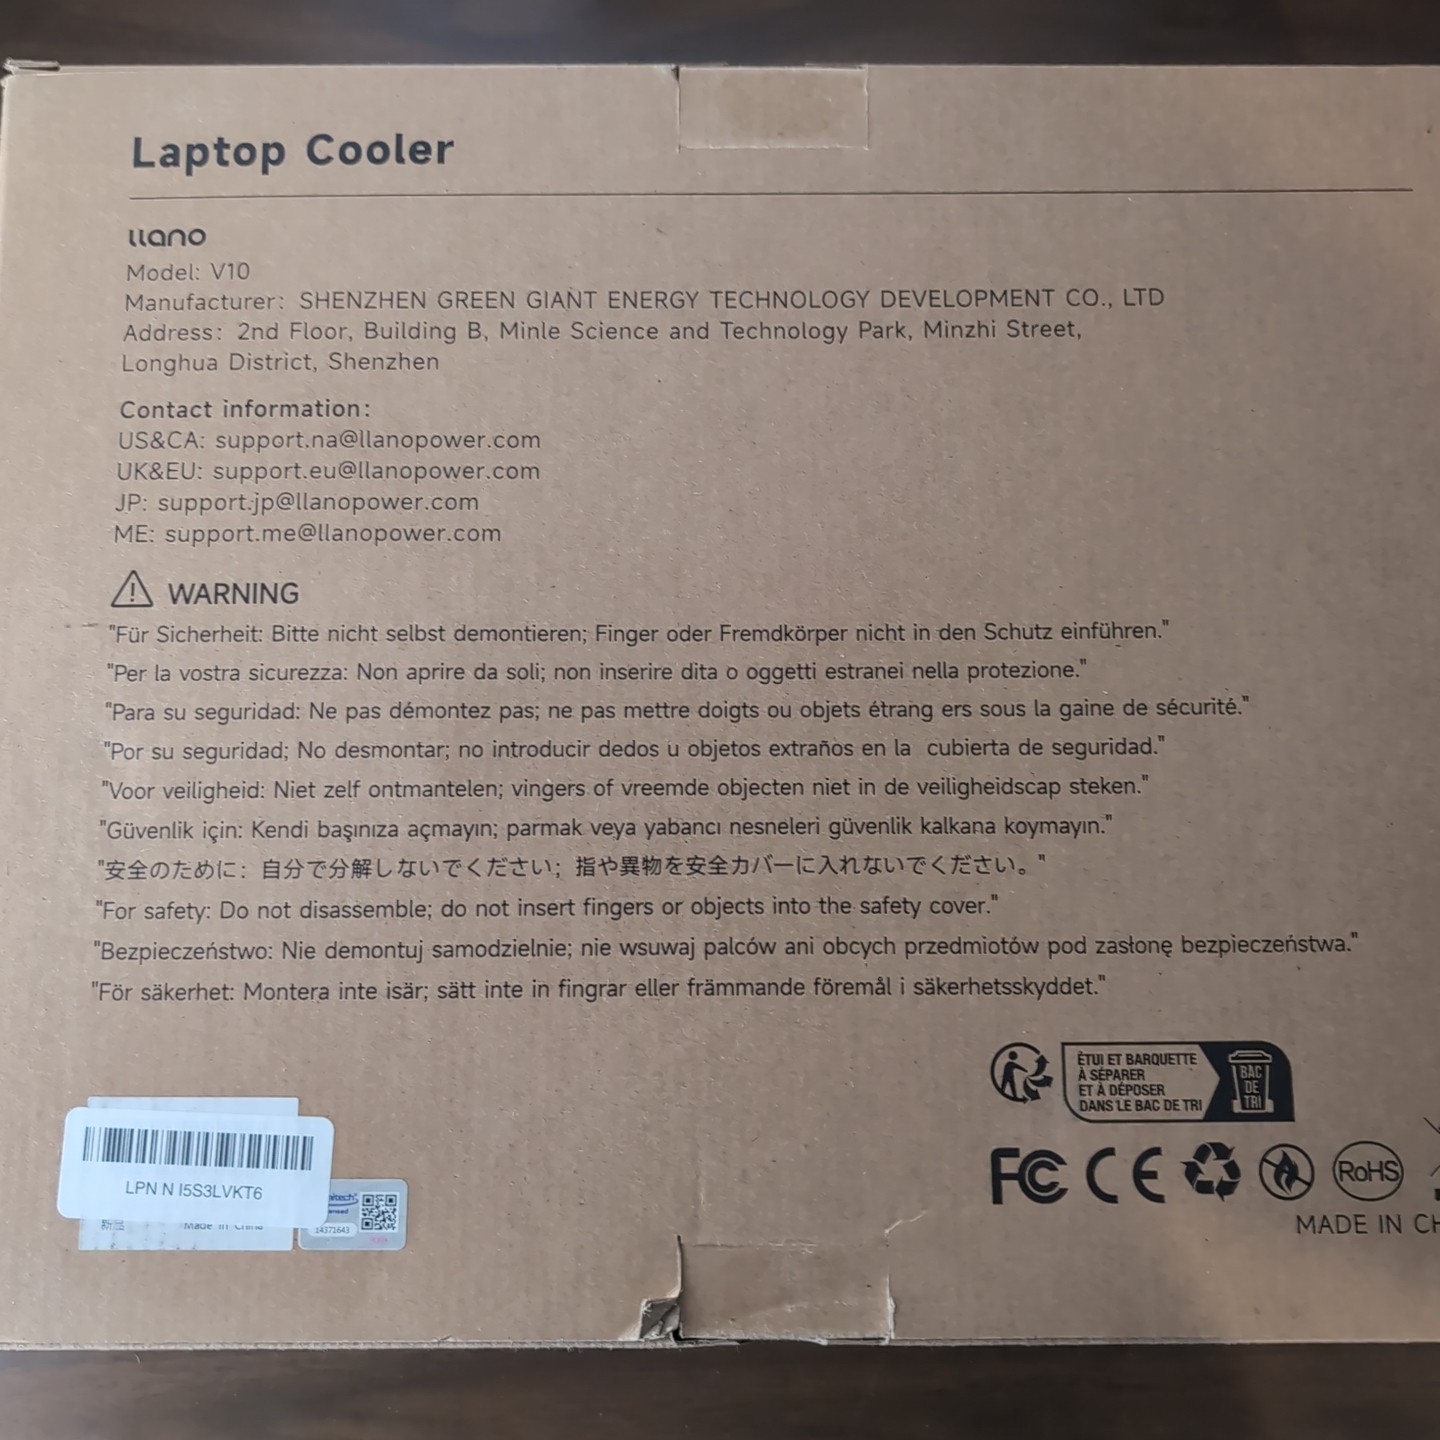 Laptop Cooler
llano
Model: V10
Manufacturer: SHENZHEN GREEN GIANT ENERGY TECHNOLOGY DEVELOPMENT CO., LTD
Address: 2nd Floor, Building B, Minle Science and Technology Park, Minzhi Street,
Longhua District, Shenzhen
Contact information:
US&CA: support.na@llanopower.com
UK&EU: support.eu@llanopower.com
JP: support.jp@llanopower.com
ME: support.me@llanopower.com
WARNING
"Für Sicherheit: Bitte nicht selbst demontieren; Finger oder Fremdkörper nicht in den Schutz einführen."
"Per la vostra sicurezza: Non aprire da soli; non inserire dita o oggetti estranei nella protezione."
"Para su seguridad: Ne pas démontez pas; ne pas mettre doigts ou objets étrang ers sous la gaine de sécurité."
"Por su seguridad; No desmontar; no introducir dedos u objetos extraños en la cubierta de seguridad."
"Voor veiligheid: Niet zelf ontmantelen; vingers of vreemde objecten niet in de veiligheidscap steken."
"Güvenlik için: Kendi başınıza açmayın; parmak veya yabancı nesneleri güvenlik kalkana koymayın."
"安全のために：自分で分解しないでください；指や異物を安全カバーに入れないでください。"
"For safety: Do not disassemble; do not insert fingers or objects into the safety cover."
"Bezpieczeństwo: Nie demontuj samodzielnie; nie wsuwaj palców ani obcych przedmiotów pod zasłonę bezpieczeństwa."
"För säkerhet: Montera inte isär; sätt inte in fingrar eller främmande föremål i säkerhetsskyddet."
ÉTUI ET BARQUETTE
À SÉPARER
ET À DÉPOSER
DANS LE BAC DE TRI
BAC
DE
TRI
FC CE RoHS
MADE IN CH
LPN N I5S3LVKT6
Made in China
14371643